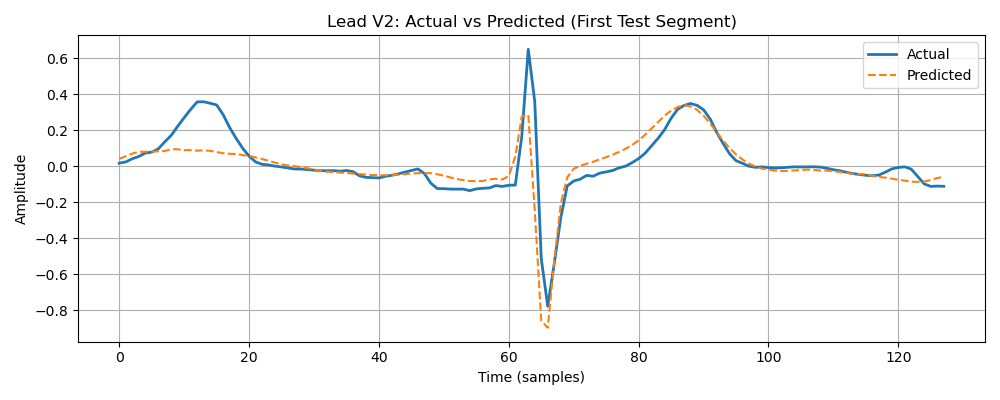 Lead V2: Actual vs Predicted (First Test Segment)
Actual
Predicted
Amplitude
0.6
0.4
0.2
0.0
−0.2
−0.4
−0.6
−0.8
0 20 40 60 80 100 120
Time (samples)